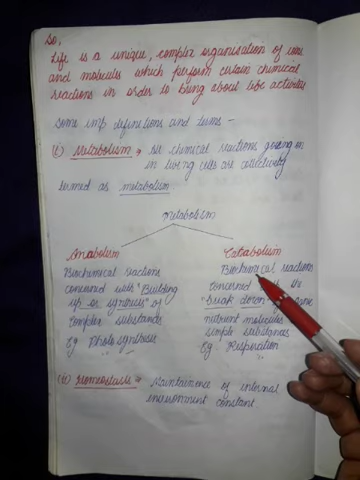 So,
Life is a unique, complex organisation of
and molecules which perform certain chemical
reactions in order to bring about life activities
Some imp definitions and terms -
(i) Metabolism → chemical reactions going on
in living cells are collectively
termed as metabolism
Metabolism
Anabolism
Biochemical reactions
concerned with "Building
up or synthesis" of
complex substances
Eg Photosynthesis
Catabolism
Biochemical reactions
concerned
"break down"
nutrient molecules
simple substances
Eg Respiration
(ii) Homeostasis → Maintainence of internal
environment constant.